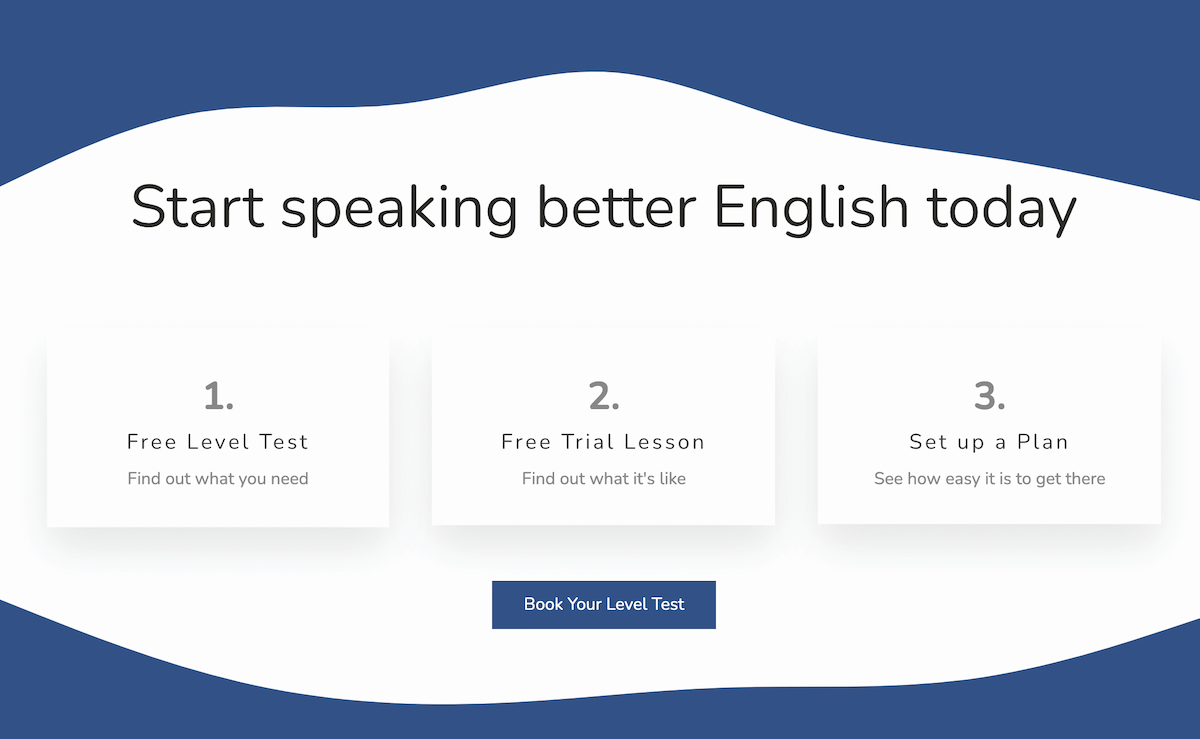 Start speaking better English today
1.
Free Level Test
Find out what you need
2.
Free Trial Lesson
Find out what it's like
3.
Set up a Plan
See how easy it is to get there
Book Your Level Test